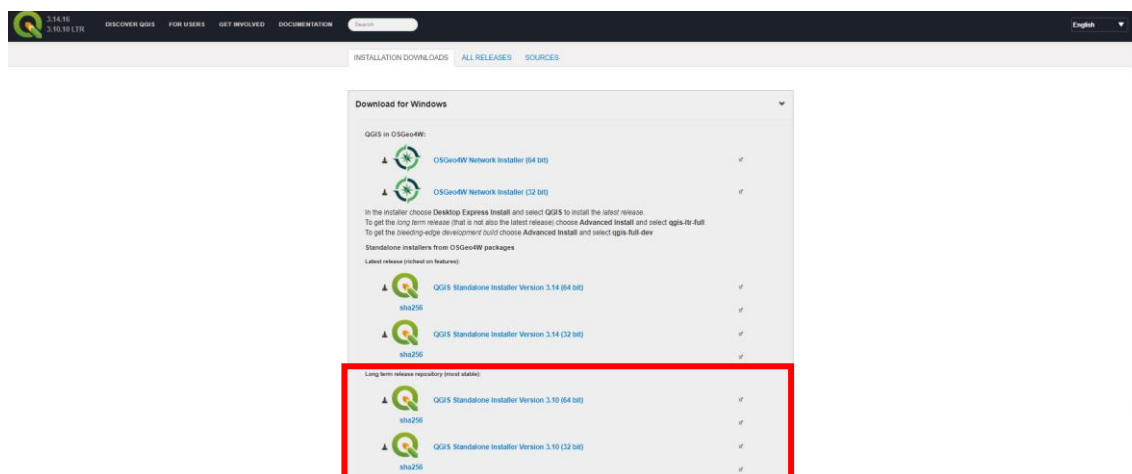 3.14.16
3.10.10 LTR
DISCOVER QGIS FOR USERS GET INVOLVED DOCUMENTATION Search English
INSTALLATION DOWNLOADS ALL RELEASES SOURCES
Download for Windows
QGIS in OSGeo4W:
OSGeo4W Network Installer (64 bit)
OSGeo4W Network Installer (32 bit)
In the installer choose Desktop Express Install and select QGIS to install the latest release.
To get the long term release (that is not also the latest release) choose Advanced Install and select qgis-ltr-full
To get the bleeding-edge development build choose Advanced Install and select qgis-full-dev
Standalone installers from OSGeo4W packages
Latest release (richest on features):
QGIS Standalone Installer Version 3.14 (64 bit)
sha256
QGIS Standalone Installer Version 3.14 (32 bit)
sha256
Long term release repository (most stable):
QGIS Standalone Installer Version 3.10 (64 bit)
sha256
QGIS Standalone Installer Version 3.10 (32 bit)
sha256